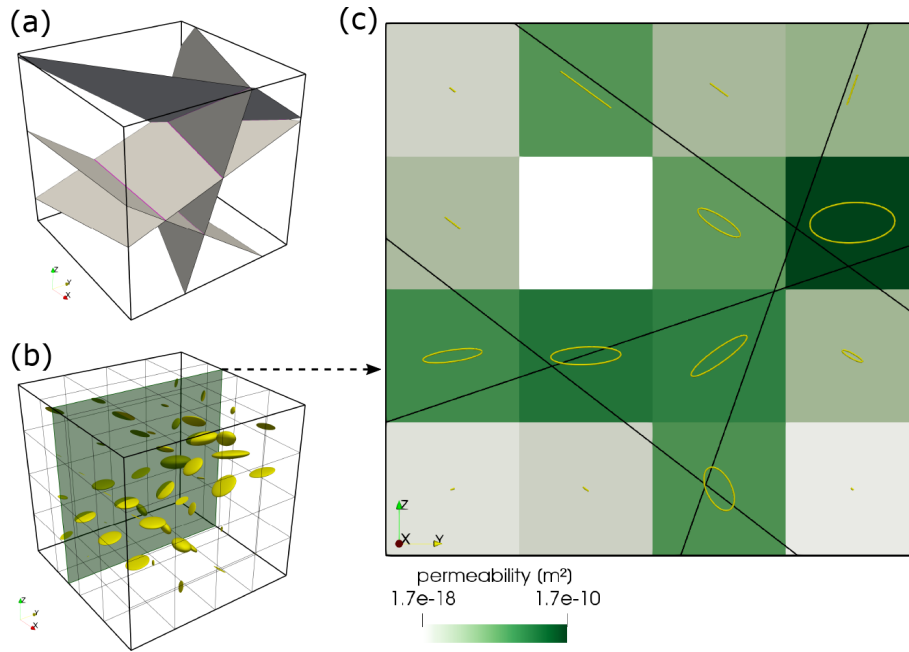 (a)
(c)
Z
Y
X
(b)
Z
Y
X
Z
X
Y
permeability [m²]
1.7e-18 1.7e-10